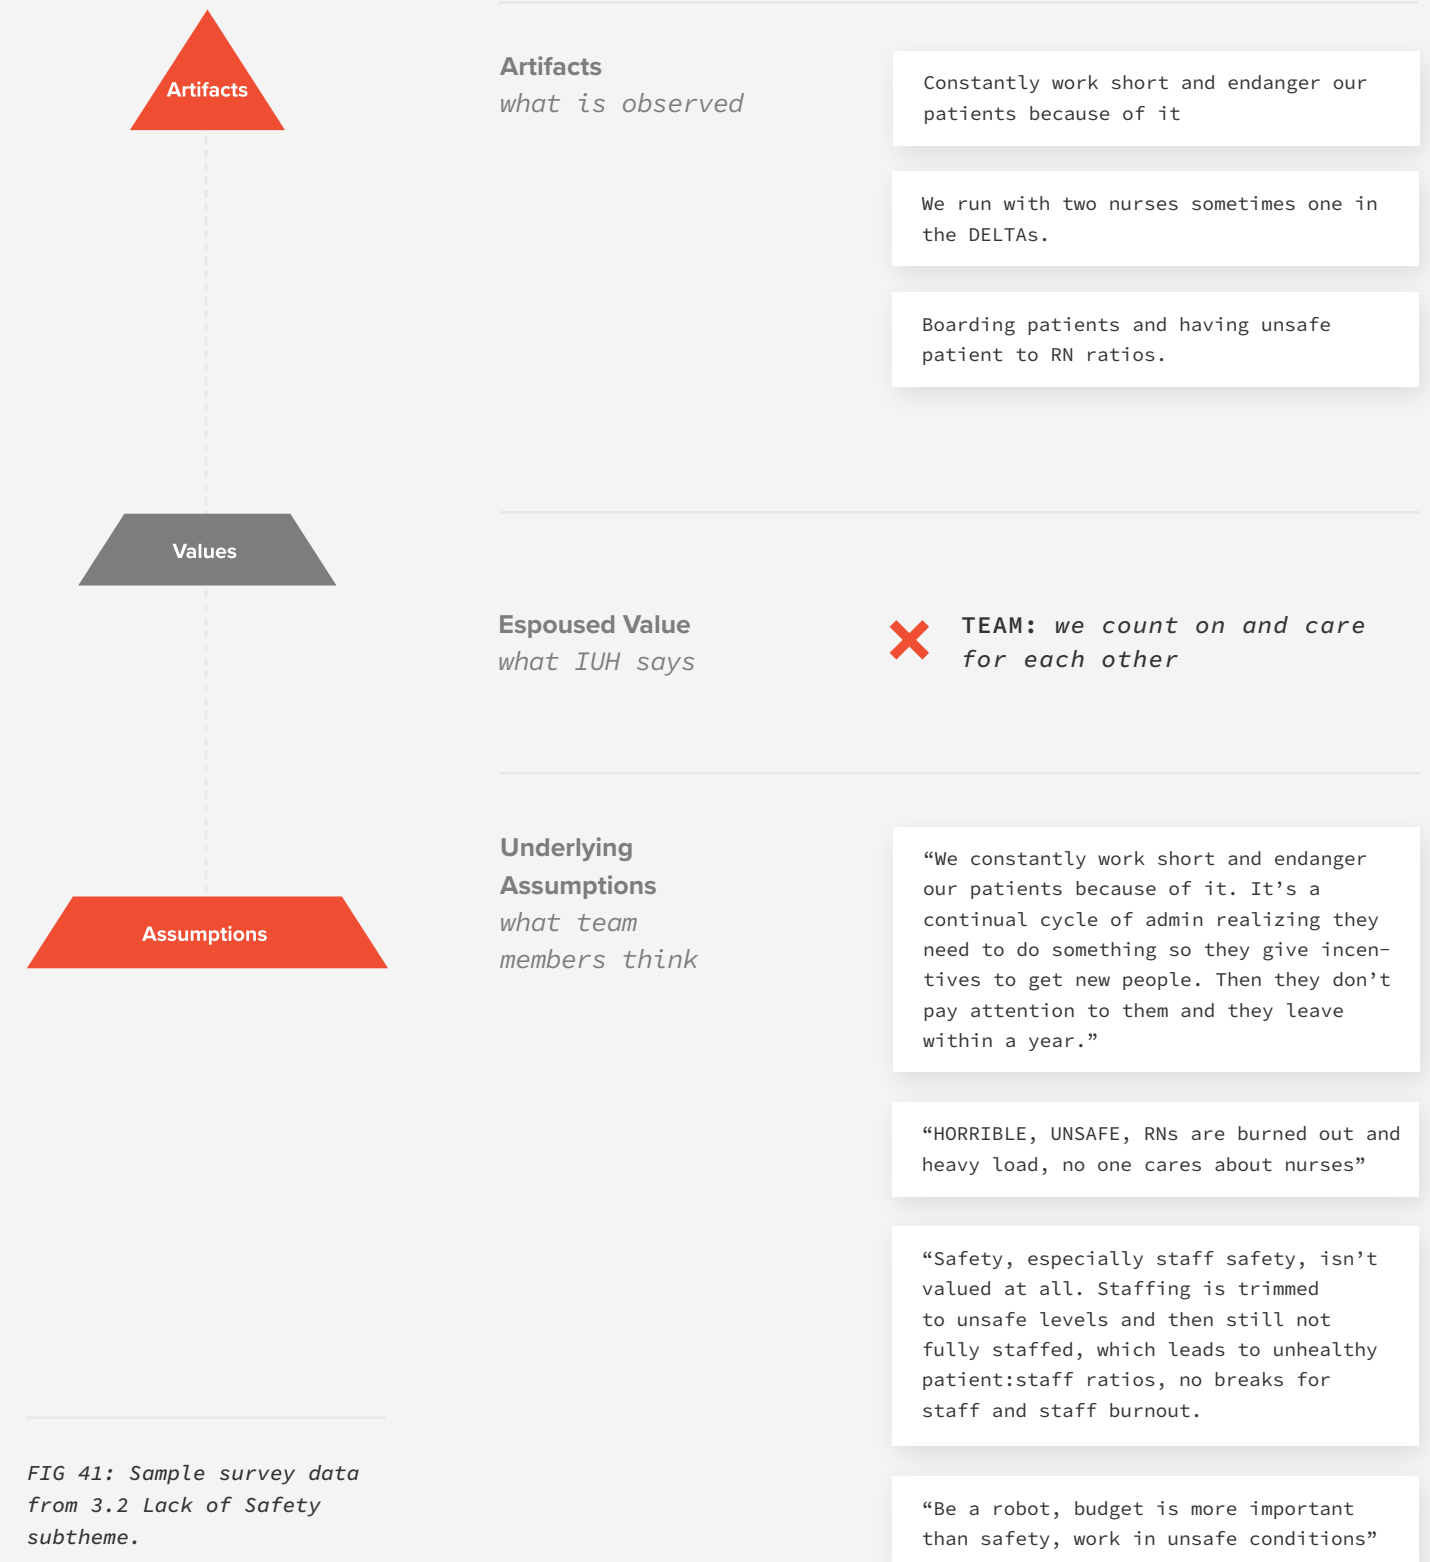 Artifacts
Artifacts
what is observed
Constantly work short and endanger our
patients because of it
We run with two nurses sometimes one in
the DELTAs.
Boarding patients and having unsafe
patient to RN ratios.
Values
Espoused Value
what IUH says
TEAM: we count on and care
for each other
Assumptions
Underlying
Assumptions
what team
members think
“We constantly work short and endanger
our patients because of it. It’s a
continual cycle of admin realizing they
need to do something so they give incen-
tives to get new people. Then they don’t
pay attention to them and they leave
within a year.”
“HORRIBLE, UNSAFE, RNs are burned out and
heavy load, no one cares about nurses”
“Safety, especially staff safety, isn’t
valued at all. Staffing is trimmed
to unsafe levels and then still not
fully staffed, which leads to unhealthy
patient:staff ratios, no breaks for
staff and staff burnout.
“Be a robot, budget is more important
than safety, work in unsafe conditions”
FIG 41: Sample survey data
from 3.2 Lack of Safety
subtheme.